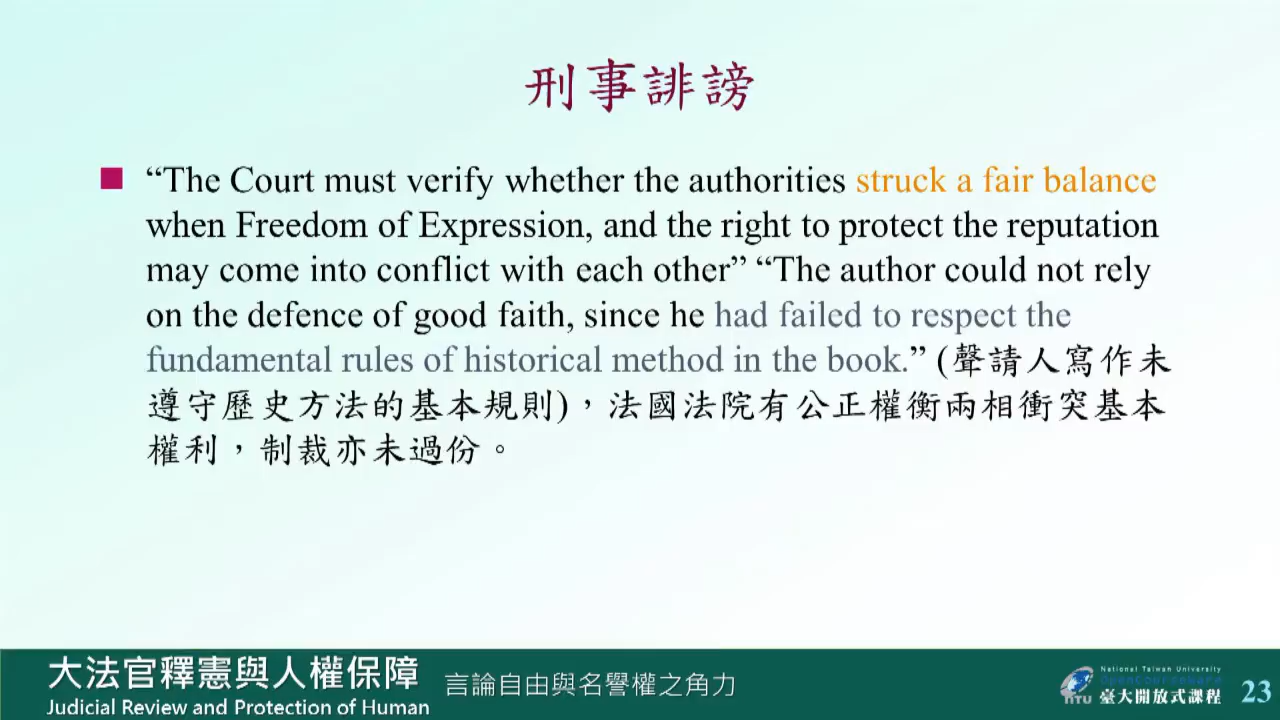 刑事誹謗
■ “The Court must verify whether the authorities struck a fair balance
when Freedom of Expression, and the right to protect the reputation
may come into conflict with each other” “The author could not rely
on the defence of good faith, since he had failed to respect the
fundamental rules of historical method in the book.” (聲請人寫作未
遵守歷史方法的基本規則)，法國法院有公正權衡兩相衝突基本
權利，制裁亦未過份。
大法官釋憲與人權保障
Judicial Review and Protection of Human
言論自由與名譽權之角力
National Taiwan University
OpenCourseWare
NTU 臺大開放式課程
23